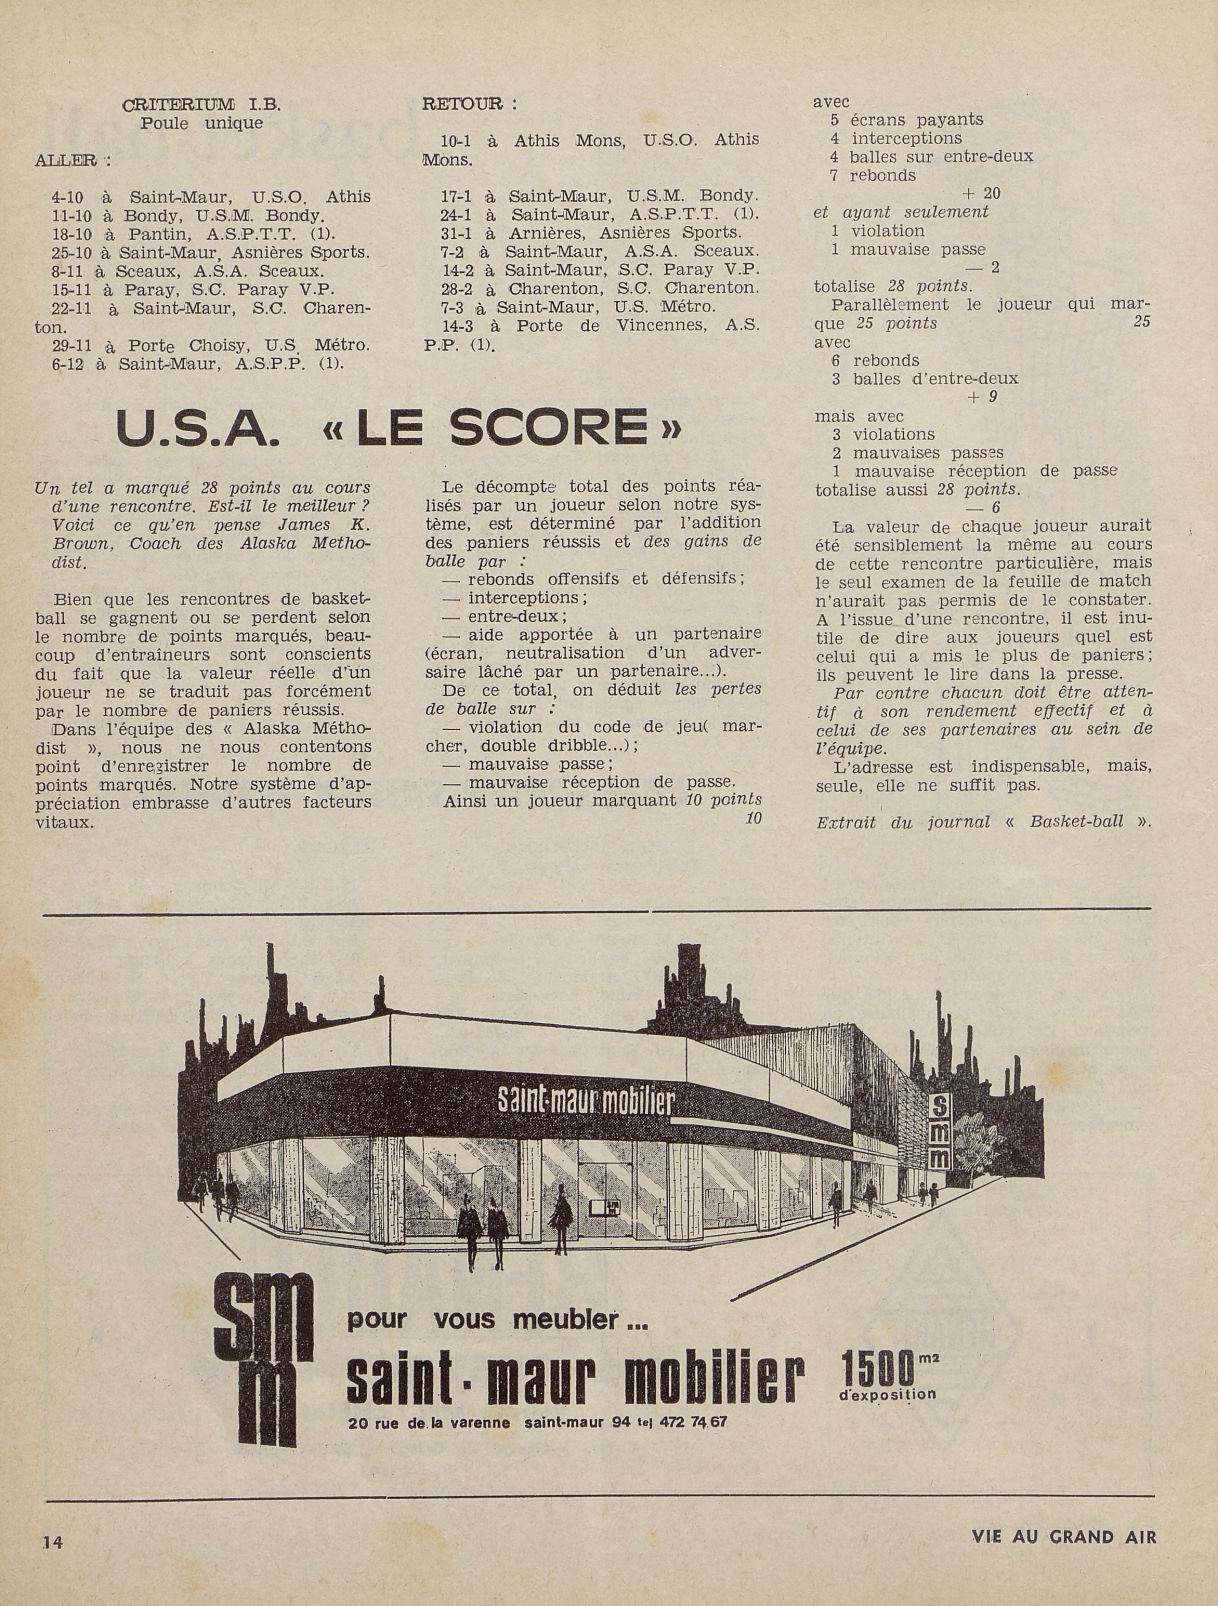 CRITERIUM I.B.
Poule unique
ALLER :
4-10 à Saint-Maur, U.S.O. Athis
11-10 à Bondy, U.S.M. Bondy.
18-10 à Pantin, A.S.P.T.T. (1).
25-10 à Saint-Maur, Asnières Sports.
8-11 à Sceaux, A.S.A. Sceaux.
15-11 à Paray, S.C. Paray V.P.
22-11 à Saint-Maur, S.C. Charen-
ton.
29-11 à Porte Choisy, U.S. Métro.
6-12 à Saint-Maur, A.S.P.P. (1).
RETOUR :
10-1 à Athis Mons, U.S.O. Athis
Mons.
17-1 à Saint-Maur, U.S.M. Bondy.
24-1 à Saint-Maur, A.S.P.T.T. (1).
31-1 à Arnières, Asnières Sports.
7-2 à Saint-Maur, A.S.A. Sceaux.
14-2 à Saint-Maur, S.C. Paray V.P.
28-2 à Charenton, S.C. Charenton.
7-3 à Saint-Maur, U.S. Métro.
14-3 à Porte de Vincennes, A.S.
P.P. (1).
U.S.A. « LE SCORE »
Un tel a marqué 28 points au cours
d'une rencontre. Est-il le meilleur ?
Voici ce qu'en pense James K.
Brown, Coach des Alaska Metho-
dist.
Bien que les rencontres de basket-
ball se gagnent ou se perdent selon
le nombre de points marqués, beau-
coup d'entraîneurs sont conscients
du fait que la valeur réelle d'un
joueur ne se traduit pas forcément
par le nombre de paniers réussis.
Dans l'équipe des « Alaska Métho-
dist », nous ne nous contentons
point d'enregistrer le nombre de
points marqués. Notre système d'ap-
préciation embrasse d'autres facteurs
vitaux.
Le décompte total des points réa-
lisés par un joueur selon notre sys-
tème, est déterminé par l'addition
des paniers réussis et des gains de
balle par :
— rebonds offensifs et défensifs ;
— interceptions ;
— entre-deux ;
— aide apportée à un partenaire
(écran, neutralisation d'un adver-
saire lâché par un partenaire...).
De ce total, on déduit les pertes
de balle sur :
— violation du code de jeu( mar-
cher, double dribble...) ;
— mauvaise passe ;
— mauvaise réception de passe.
Ainsi un joueur marquant 10 points
10
avec
5 écrans payants
4 interceptions
4 balles sur entre-deux
7 rebonds
+ 20
et ayant seulement
1 violation
1 mauvaise passe
— 2
totalise 28 points.
Parallèlement le joueur qui mar-
que 25 points 25
avec
6 rebonds
3 balles d'entre-deux
+ 9
mais avec
3 violations
2 mauvaises passes
1 mauvaise réception de passe
totalise aussi 28 points.
— 6
La valeur de chaque joueur aurait
été sensiblement la même au cours
de cette rencontre particulière, mais
le seul examen de la feuille de match
n'aurait pas permis de le constater.
A l'issue d'une rencontre, il est inu-
tile de dire aux joueurs quel est
celui qui a mis le plus de paniers ;
ils peuvent le lire dans la presse.
Par contre chacun doit être atten-
tif à son rendement effectif et à
celui de ses partenaires au sein de
l'équipe.
L'adresse est indispensable, mais,
seule, elle ne suffit pas.
Extrait du journal « Basket-ball ».
saint-maur mobilier
s
m
m
sm
m
pour vous meubler ...
saint-maur mobilier 1500 m2
d'exposition
20 rue de la varenne saint-maur 94 tel 472 74.67
14
VIE AU GRAND AIR